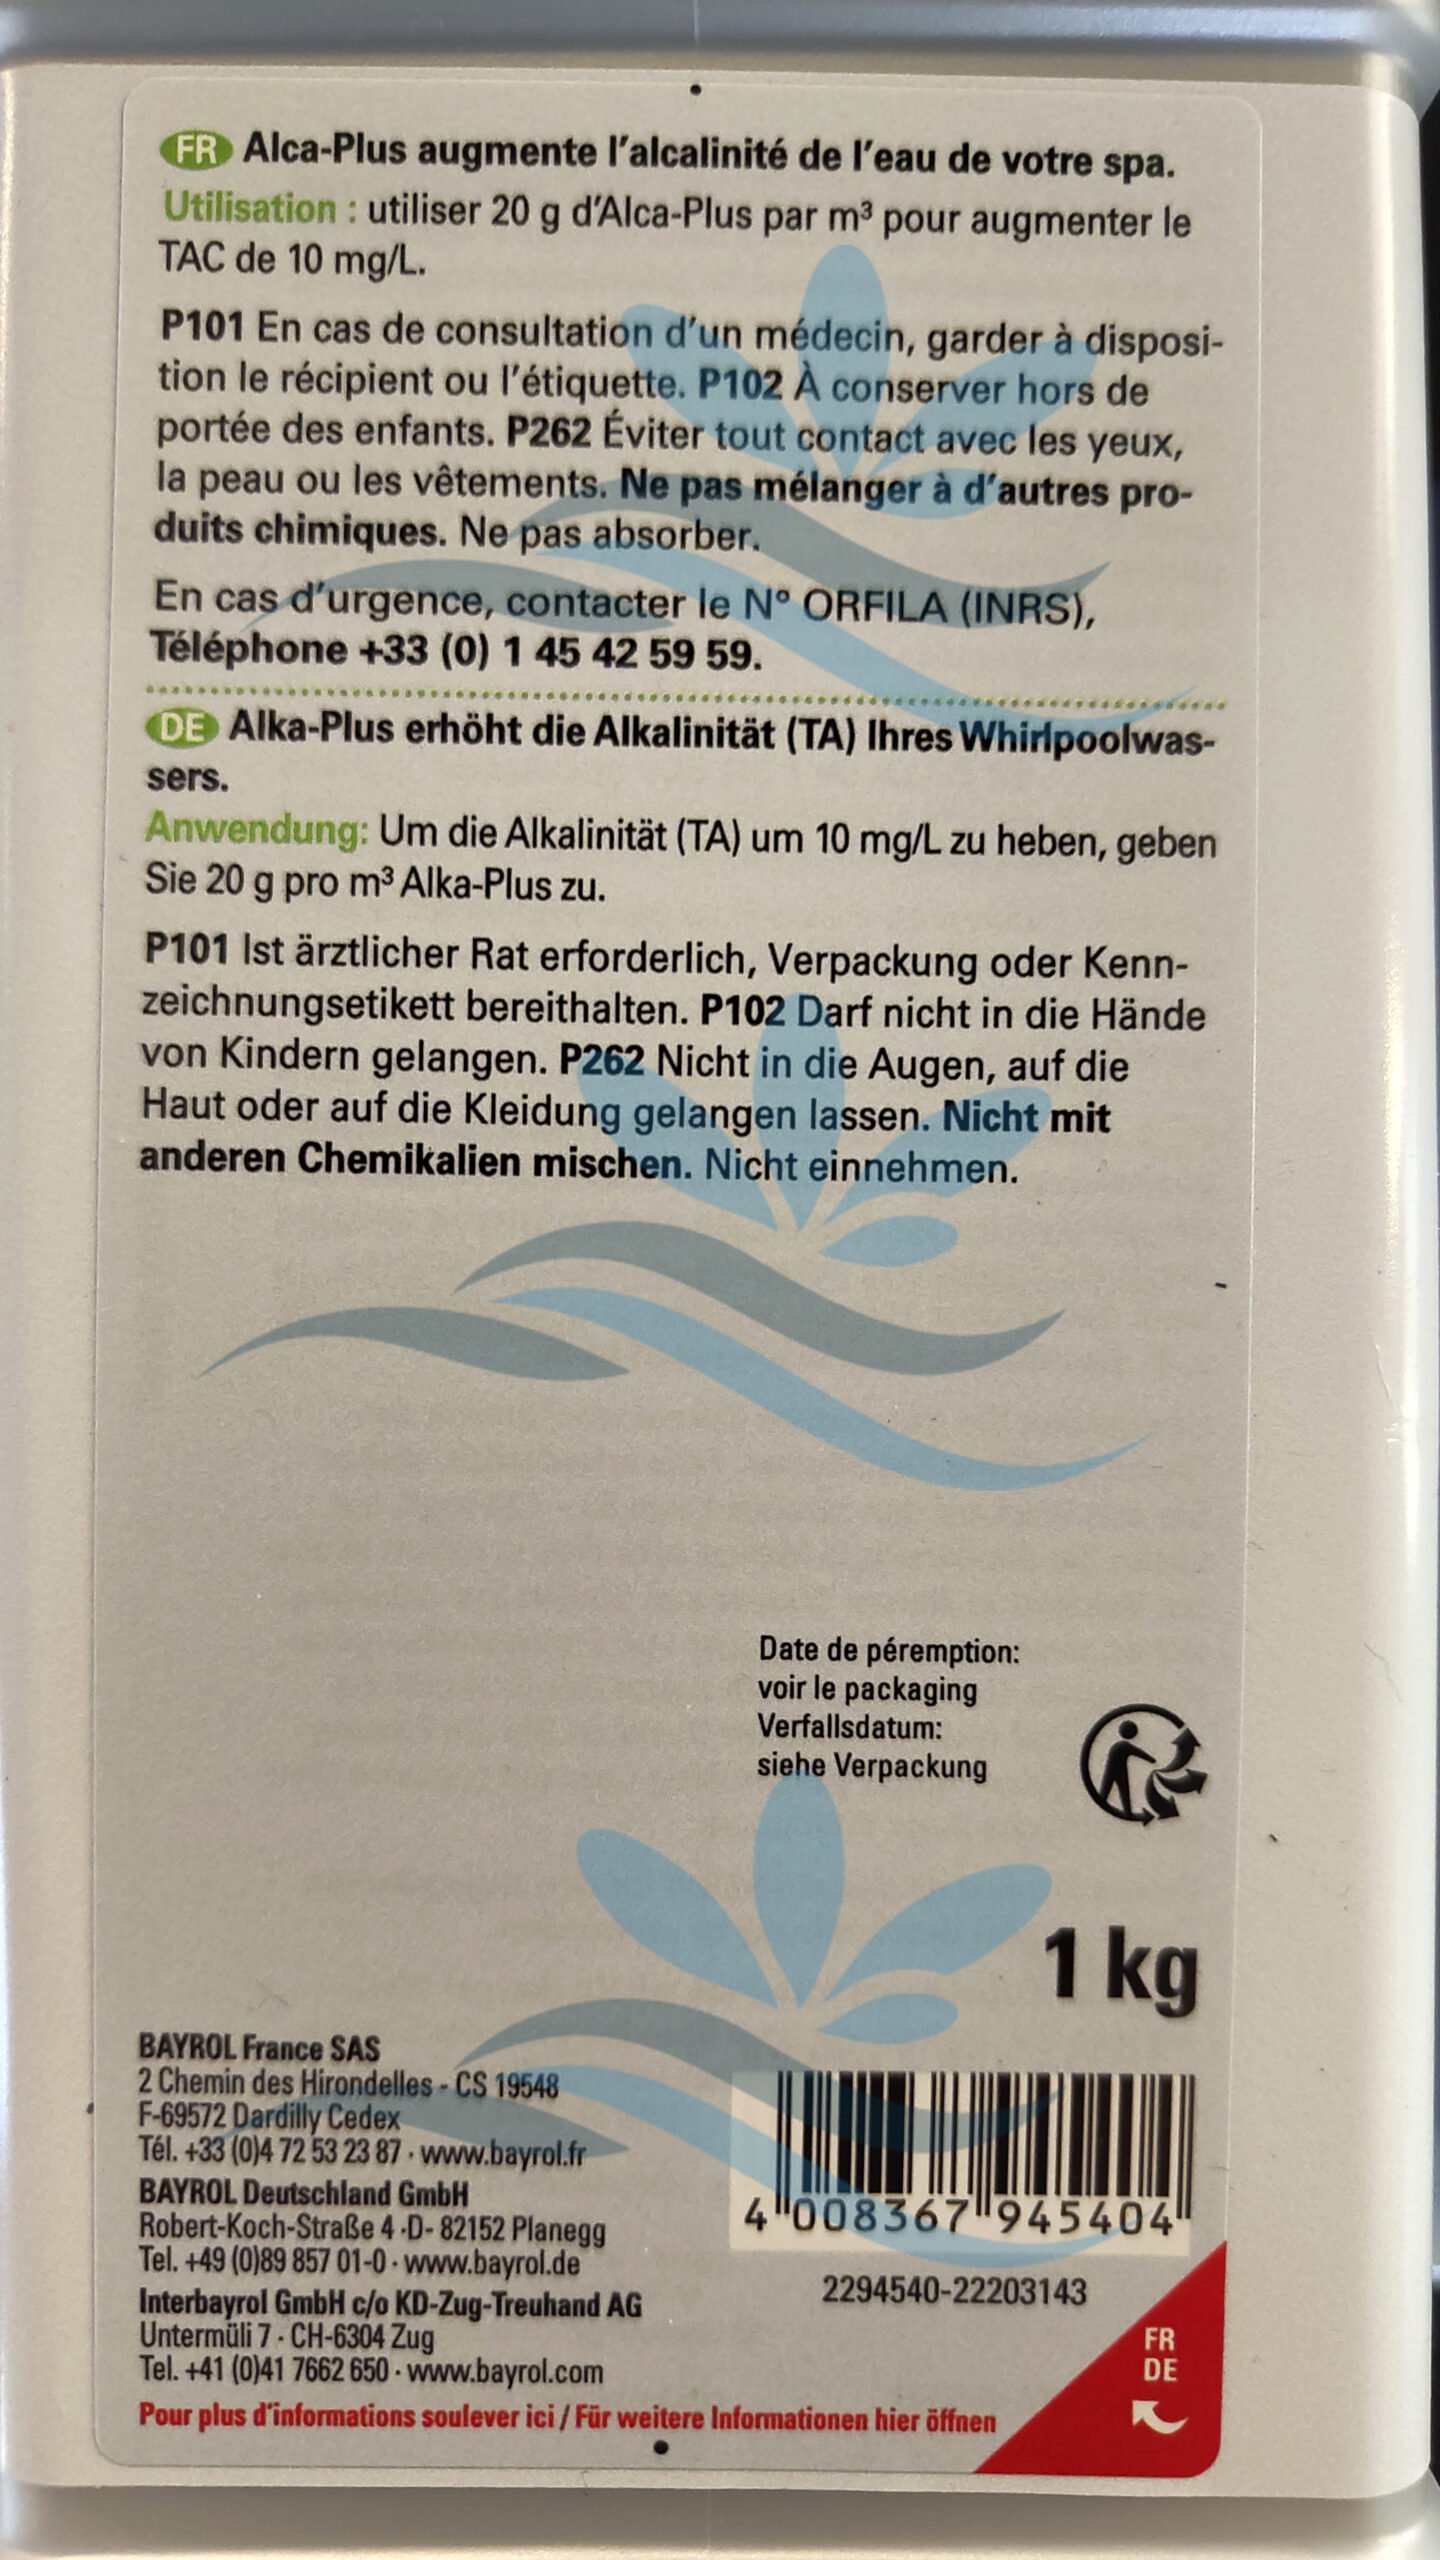 FR Alca-Plus augmente l'alcalinité de l'eau de votre spa.
Utilisation : utiliser 20 g d'Alca-Plus par m³ pour augmenter le
TAC de 10 mg/L.
P101 En cas de consultation d'un médecin, garder à disposi-
tion le récipient ou l'étiquette. P102 À conserver hors de
portée des enfants. P262 Éviter tout contact avec les yeux,
la peau ou les vêtements. Ne pas mélanger à d'autres pro-
duits chimiques. Ne pas absorber.
En cas d'urgence, contacter le N° ORFILA (INRS),
Téléphone +33 (0) 1 45 42 59 59.
DE Alka-Plus erhöht die Alkalinität (TA) Ihres Whirlpoolwas-
sers.
Anwendung: Um die Alkalinität (TA) um 10 mg/L zu heben, geben
Sie 20 g pro m³ Alka-Plus zu.
P101 Ist ärztlicher Rat erforderlich, Verpackung oder Kenn-
zeichnungsetikett bereithalten. P102 Darf nicht in die Hände
von Kindern gelangen. P262 Nicht in die Augen, auf die
Haut oder auf die Kleidung gelangen lassen. Nicht mit
anderen Chemikalien mischen. Nicht einnehmen.
Date de péremption:
voir le packaging
Verfallsdatum:
siehe Verpackung
1 kg
BAYROL France SAS
2 Chemin des Hirondelles - CS 19548
F-69572 Dardilly Cedex
Tél. +33 (0)4 72 53 23 87 · www.bayrol.fr
BAYROL Deutschland GmbH
Robert-Koch-Straße 4 ·D- 82152 Planegg
Tel. +49 (0)89 857 01-0 · www.bayrol.de
Interbayrol GmbH c/o KD-Zug-Treuhand AG
Untermüli 7 · CH-6304 Zug
Tel. +41 (0)41 7662 650 · www.bayrol.com
4 008367 945404
2294540-22203143
FR
DE
Pour plus d'informations soulever ici / Für weitere Informationen hier öffnen